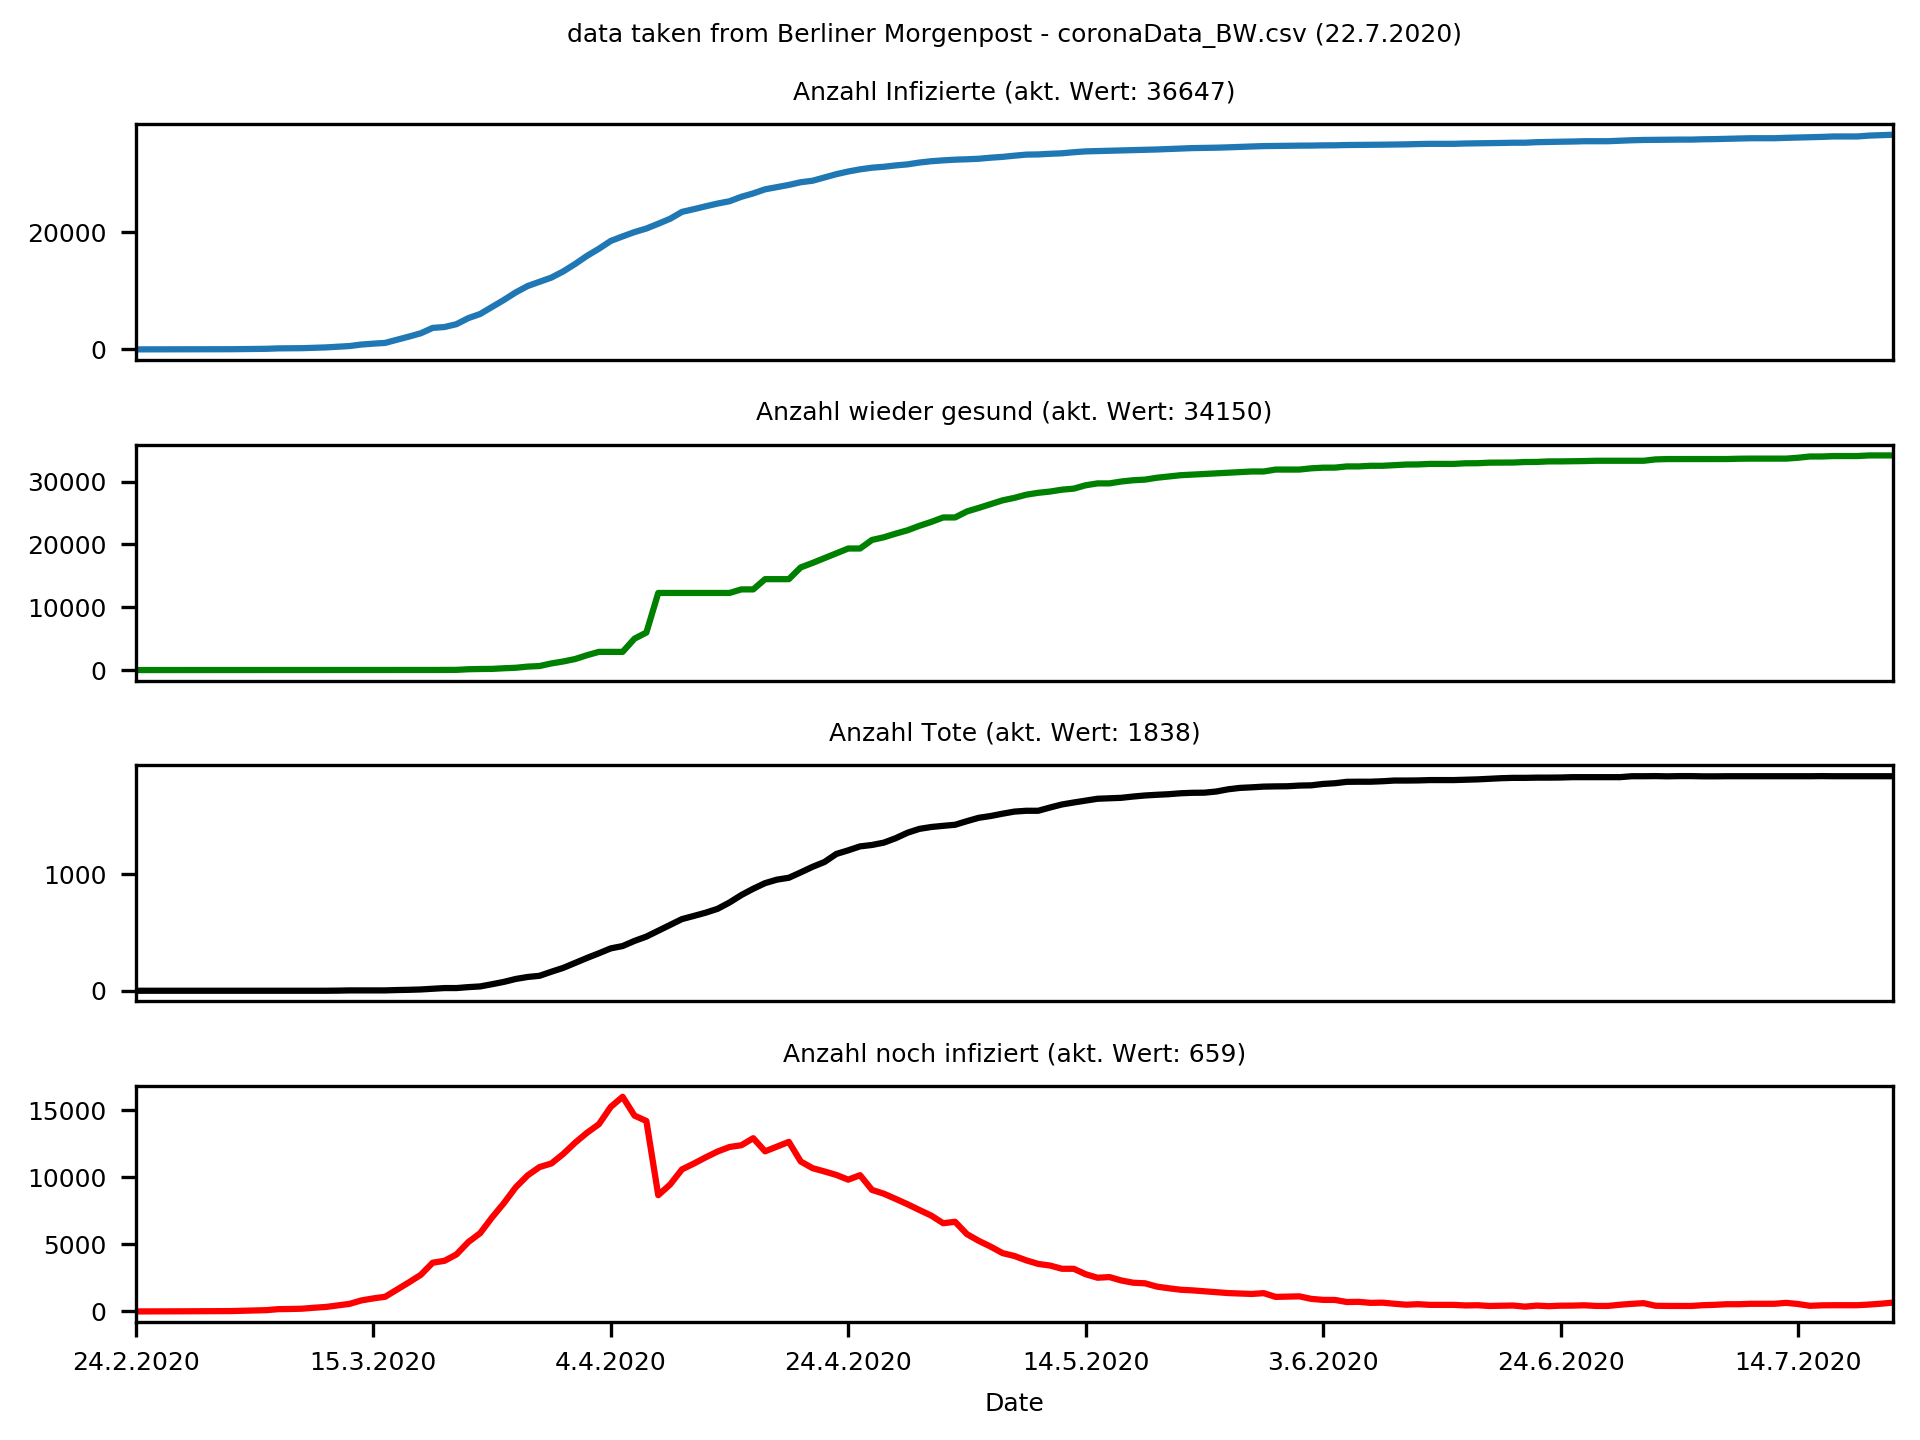 data taken from Berliner Morgenpost - coronaData_BW.csv (22.7.2020)
Anzahl Infizierte (akt. Wert: 36647)
20000
0
Anzahl wieder gesund (akt. Wert: 34150)
30000
20000
10000
0
Anzahl Tote (akt. Wert: 1838)
1000
0
Anzahl noch infiziert (akt. Wert: 659)
15000
10000
5000
0
24.2.2020 15.3.2020 4.4.2020 24.4.2020 14.5.2020 3.6.2020 24.6.2020 14.7.2020
Date